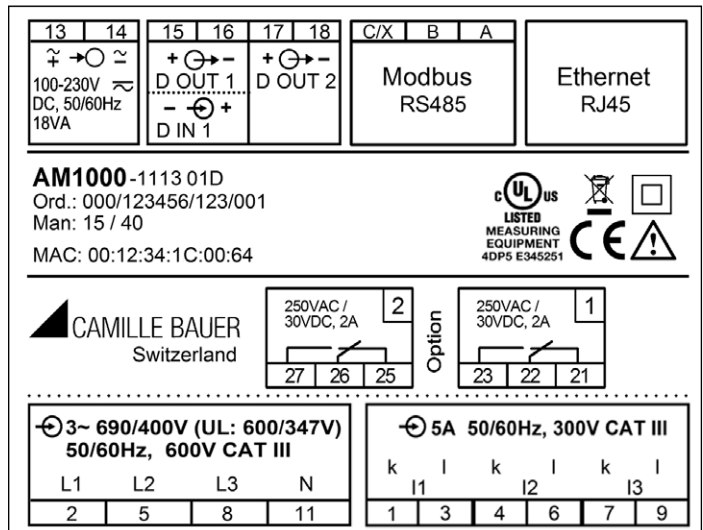 13 14 15 16 17 18 C/X B A
100-230V
DC, 50/60Hz
18VA
+ -
D OUT 1
- +
D IN 1
+ -
D OUT 2
Modbus
RS485
Ethernet
RJ45
AM1000 -1113 01D
Ord.: 000/123456/123/001
Man: 15 / 40
MAC: 00:12:34:1C:00:64
C UL US
LISTED
MEASURING
EQUIPMENT
4DP5 E345251
CE
CAMILLE BAUER
Switzerland
250VAC /
30VDC, 2A
2
27 26 25
Option
250VAC /
30VDC, 2A
1
23 22 21
3~ 690/400V (UL: 600/347V)
50/60Hz, 600V CAT III
L1 L2 L3 N
2 5 8 11
5A 50/60Hz, 300V CAT III
k l k l k l
I1 I2 I3
1 3 4 6 7 9